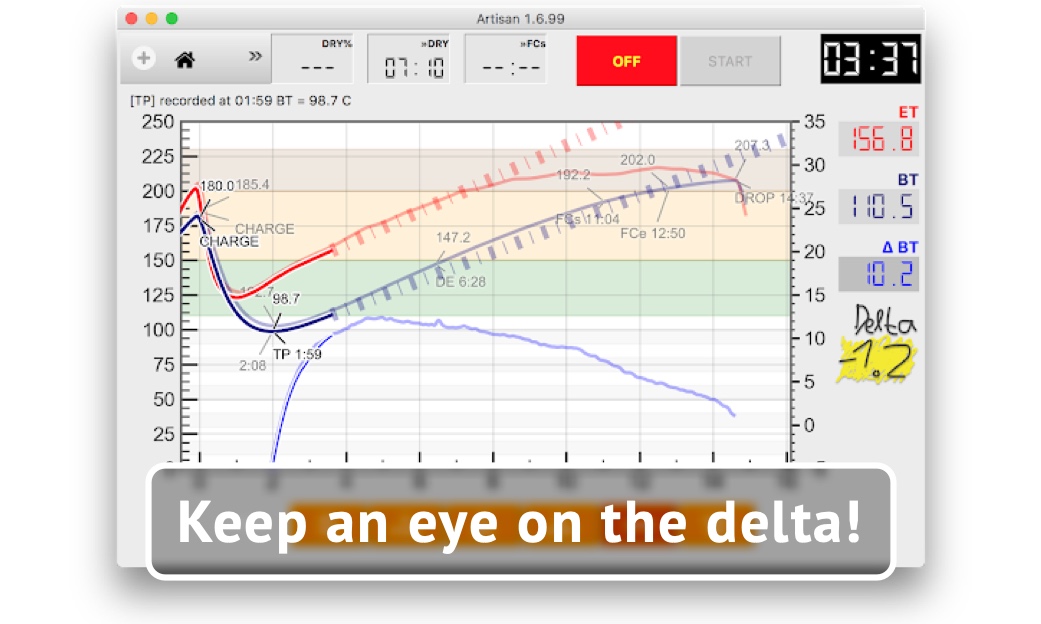 Artisan 1.6.99
DRY% »DRY »FCs
--- 07:10 --:-- OFF START 03:37
[TP] recorded at 01:59 BT = 98.7 C
ET
156.8
BT
110.5
Δ BT
10.2
Delta
-1.2
250
225
200
175
150
125
100
75
50
25
35
30
25
20
15
10
5
0
180.0 185.4
CHARGE
CHARGE
98.7
TP 1:59
2:08
147.2
DE 6:28
192.2
FCs 11:04
202.0
FCe 12:50
207.3
DROP 14:37
Keep an eye on the delta!